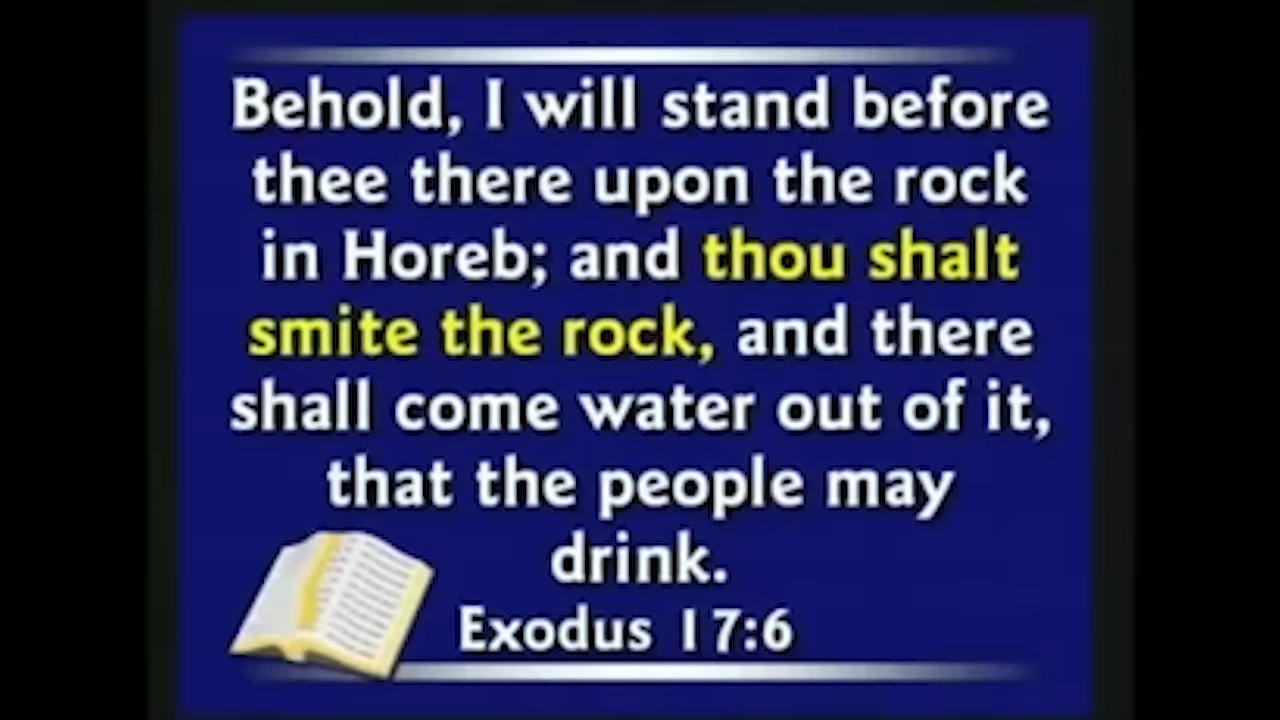 Behold, I will stand before
thee there upon the rock
in Horeb; and thou shalt
smite the rock, and there
shall come water out of it,
that the people may
drink.
Exodus 17:6